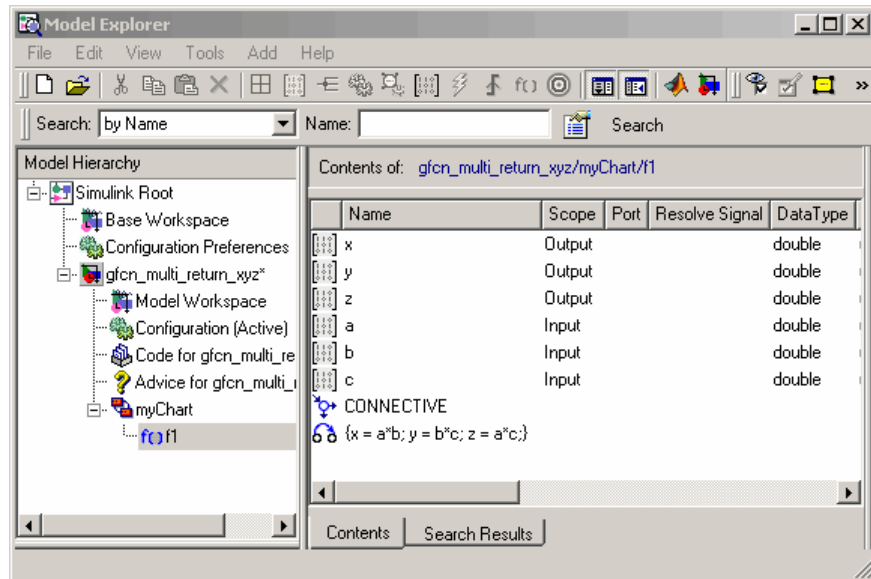 Model Explorer
File Edit View Tools Add Help
f()
»
Search: by Name Name: Search
Model Hierarchy
Simulink Root
Base Workspace
Configuration Preferences
gfcn_multi_return_xyz*
Model Workspace
Configuration (Active)
Code for gfcn_multi_re
Advice for gfcn_multi_r
myChart
f() f1
Contents of: gfcn_multi_return_xyz/myChart/f1
Name Scope Port Resolve Signal DataType
x Output double
y Output double
z Output double
a Input double
b Input double
c Input double
CONNECTIVE
{x = a*b; y = b*c; z = a*c;}
Contents Search Results